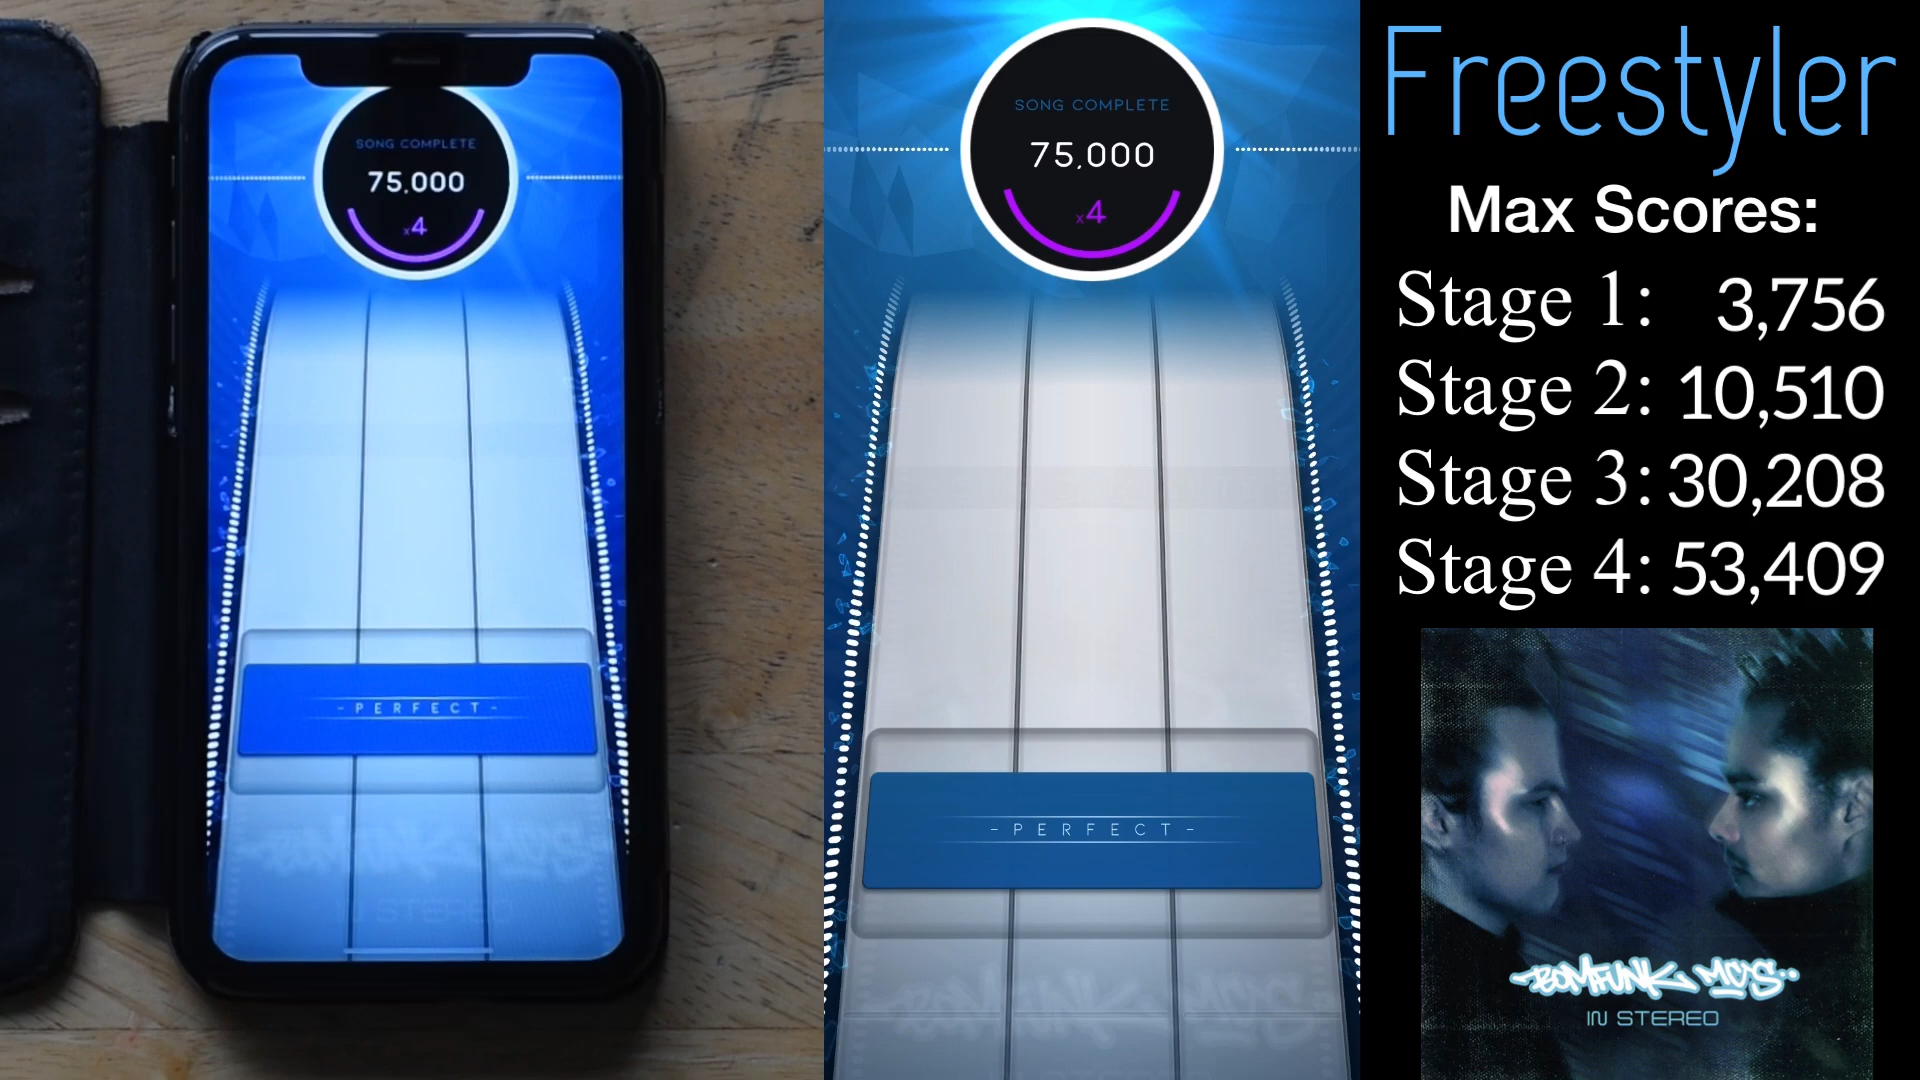 SONG COMPLETE
75,000
x4
- PERFECT -
STEREO
SONG COMPLETE
75,000
x4
- PERFECT -
Freestyler
Max Scores:
Stage 1: 3,756
Stage 2: 10,510
Stage 3: 30,208
Stage 4: 53,409
BOMFUNK MC'S
IN STEREO